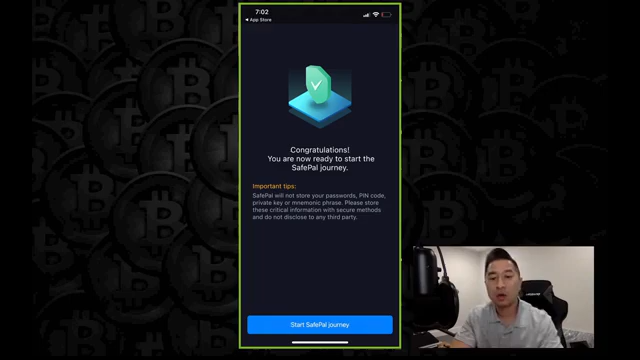 7:02
◀ App Store
Congratulations!
You are now ready to start the
SafePal journey.
Important tips:
SafePal will not store your passwords, PIN code,
private key or mnemonic phrase. Please store
these critical information with secure methods
and do not disclose to any third party.
Start SafePal journey